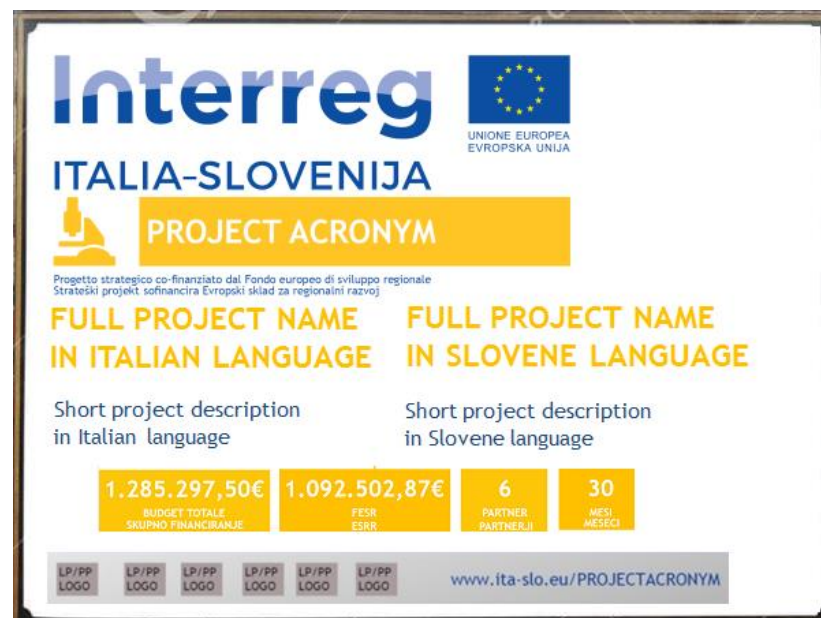 Interreg
UNIONE EUROPEA
EVROPSKA UNIJA
ITALIA-SLOVENIJA
PROJECT ACRONYM
Progetto strategico co-finanziato dal Fondo europeo di sviluppo regionale
Strateški projekt sofinancira Evropski sklad za regionalni razvoj
FULL PROJECT NAME
IN ITALIAN LANGUAGE
FULL PROJECT NAME
IN SLOVENE LANGUAGE
Short project description
in Italian language
Short project description
in Slovene language
1.285.297,50€
BUDGET TOTALE
SKUPNO FINANCIRANJE
1.092.502,87€
FESR
ESRR
6
PARTNER
PARTNERJI
30
MESI
MESECI
LP/PP
LOGO
LP/PP
LOGO
LP/PP
LOGO
LP/PP
LOGO
LP/PP
LOGO
LP/PP
LOGO
www.ita-slo.eu/PROJECTACRONYM